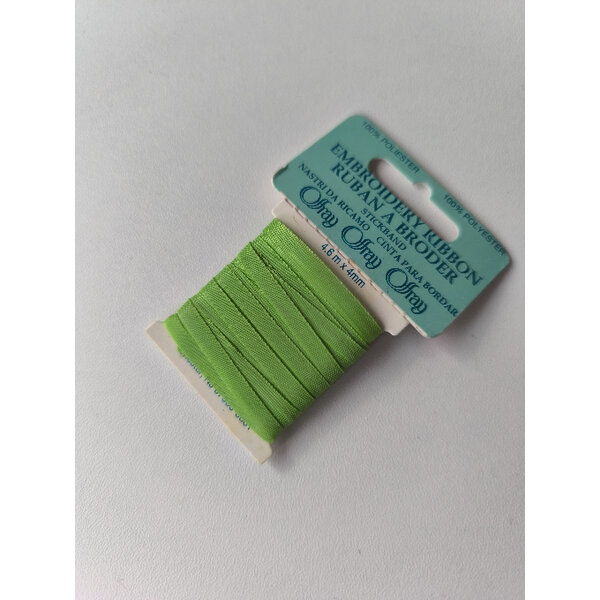 100% POLIESTER 100% POLYESTER
EMBROIDERY RIBBON
RUBAN A BRODER
STICKBAND
NASTRI DA RICAMO - CINTA PARA BORDAR
Offray Offray Offray
4.6 m x 4mm